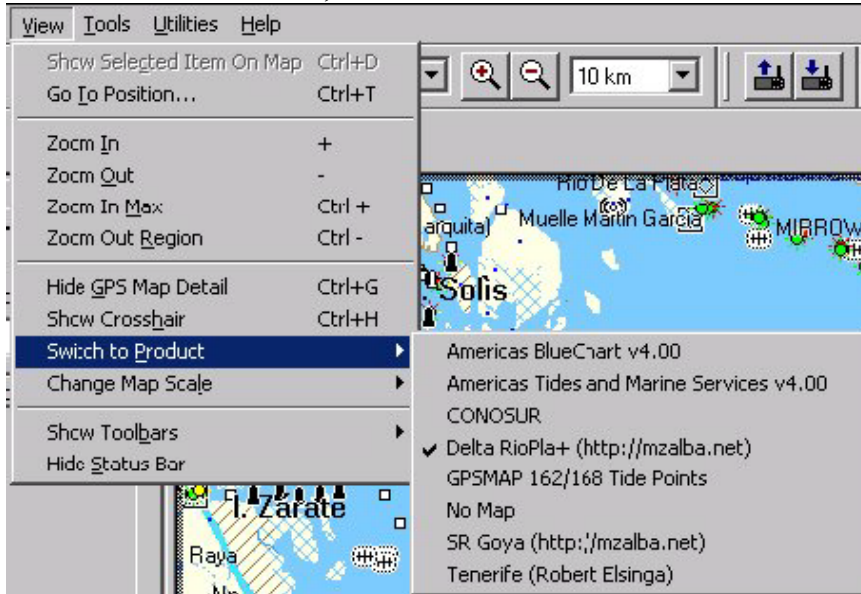 View Tools Utilities Help
Show Selected Item On Map Ctrl+D
Go To Position... Ctrl+T
10 km
Zoom In +
Zoom Out -
Zoom In Max Ctrl +
Zoom Out Region Ctrl -
Rio De La Plata
arquita) Muelle Martin Garcia
MIRROW
Solis
Hide GPS Map Detail Ctrl+G
Show Crosshair Ctrl+H
Switch to Product
Change Map Scale
Show Toolbars
Hide Status Bar
Americas BlueChart v4.00
Americas Tides and Marine Services v4.00
CONOSUR
Delta RioPla+ (http://mzalba.net)
GPSMAP 162/168 Tide Points
No Map
SR Goya (http://mzalba.net)
Tenerife (Robert Elsinga)
I. Zárate
Raya